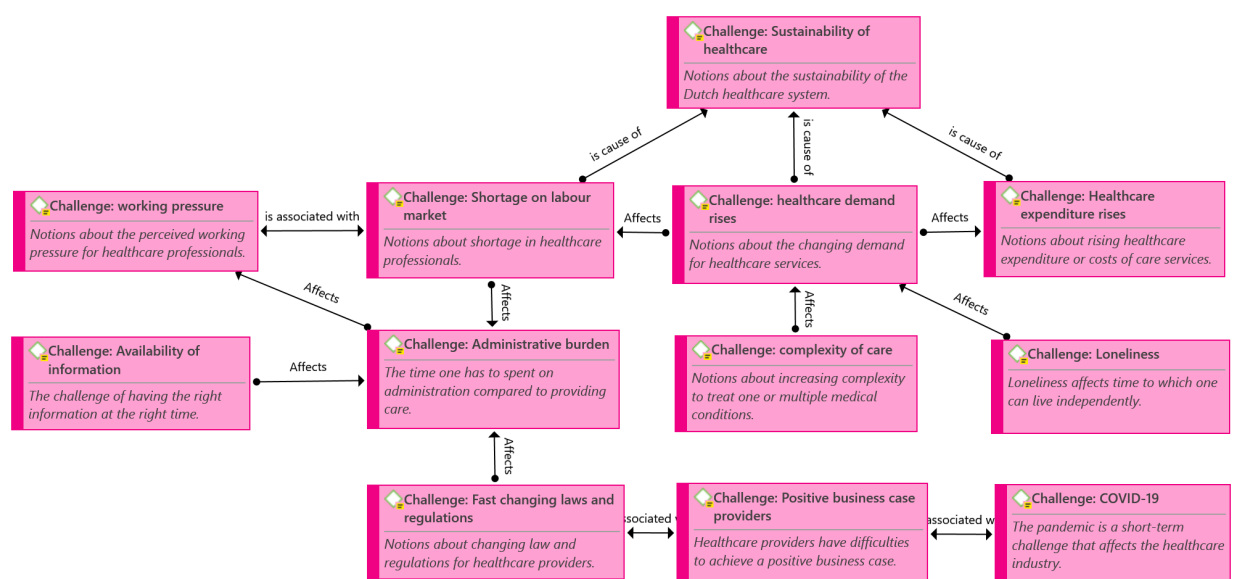 Challenge: Sustainability of
healthcare
Notions about the sustainability of the
Dutch healthcare system.
is cause of
is cause of
is cause of
Challenge: working pressure
Notions about the perceived working
pressure for healthcare professionals.
is associated with
Challenge: Shortage on labour
market
Notions about shortage in healthcare
professionals.
Affects
Challenge: healthcare demand
rises
Notions about the changing demand
for healthcare services.
Affects
Challenge: Healthcare
expenditure rises
Notions about rising healthcare
expenditure or costs of care services.
Affects
Affects
Affects
Affects
Challenge: Availability of
information
The challenge of having the right
information at the right time.
Affects
Challenge: Administrative burden
The time one has to spent on
administration compared to providing
care.
Challenge: complexity of care
Notions about increasing complexity
to treat one or multiple medical
conditions.
Challenge: Loneliness
Loneliness affects time to which one
can live independently.
Affects
Challenge: Fast changing laws and
regulations
Notions about changing law and
regulations for healthcare providers.
ssociated
Challenge: Positive business case
providers
Healthcare providers have difficulties
to achieve a positive business case.
associated w
Challenge: COVID-19
The pandemic is a short-term
challenge that affects the healthcare
industry.